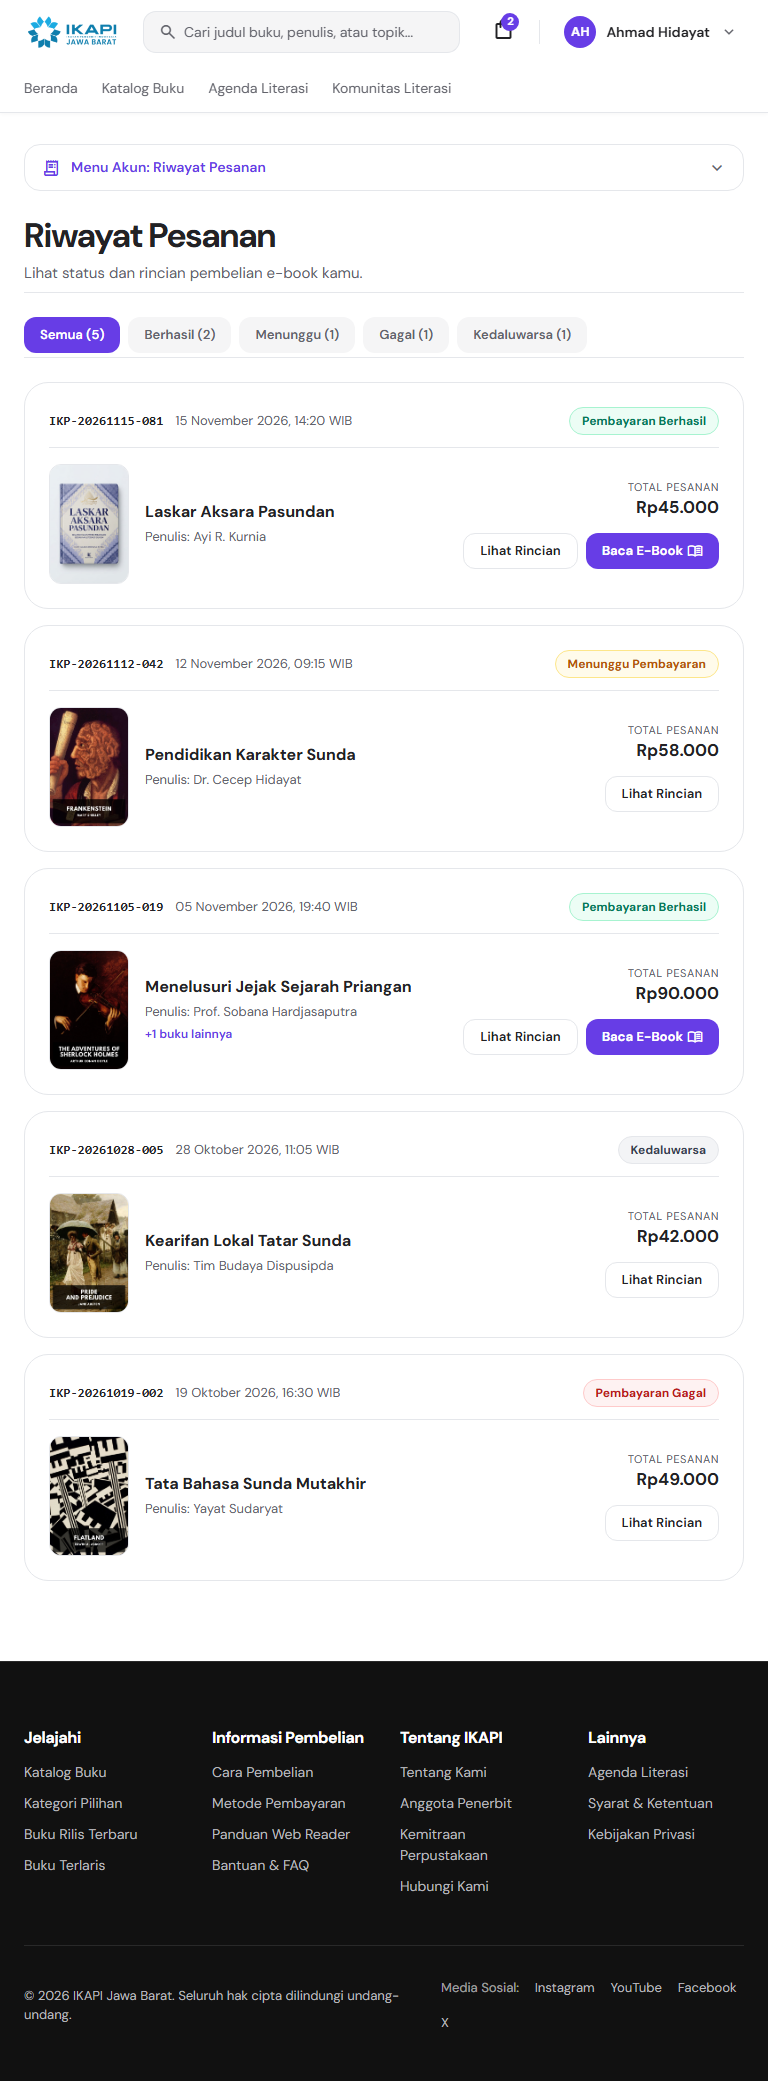 IKAPI
JAWA BARAT
Cari judul buku, penulis, atau topik...
2
AH
Ahmad Hidayat
Beranda
Katalog Buku
Agenda Literasi
Komunitas Literasi
Menu Akun: Riwayat Pesanan
Riwayat Pesanan
Lihat status dan rincian pembelian e-book kamu.
Semua (5)
Berhasil (2)
Menunggu (1)
Gagal (1)
Kedaluwarsa (1)
IKP-20261115-081
15 November 2026, 14:20 WIB
Pembayaran Berhasil
LASKAR
AKSARA
PASUNDAN
Laskar Aksara Pasundan
Penulis: Ayi R. Kurnia
TOTAL PESANAN
Rp45.000
Lihat Rincian
Baca E-Book
IKP-20261112-042
12 November 2026, 09:15 WIB
Menunggu Pembayaran
FRANKENSTEIN
MARY SHELLEY
Pendidikan Karakter Sunda
Penulis: Dr. Cecep Hidayat
TOTAL PESANAN
Rp58.000
Lihat Rincian
IKP-20261105-019
05 November 2026, 19:40 WIB
Pembayaran Berhasil
THE ADVENTURES OF
SHERLOCK HOLMES
ARTHUR CONAN DOYLE
Menelusuri Jejak Sejarah Priangan
Penulis: Prof. Sobana Hardjasaputra
+1 buku lainnya
TOTAL PESANAN
Rp90.000
Lihat Rincian
Baca E-Book
IKP-20261028-005
28 Oktober 2026, 11:05 WIB
Kedaluwarsa
PRIDE
AND PREJUDICE
JANE AUSTEN
Kearifan Lokal Tatar Sunda
Penulis: Tim Budaya Dispusipda
TOTAL PESANAN
Rp42.000
Lihat Rincian
IKP-20261019-002
19 Oktober 2026, 16:30 WIB
Pembayaran Gagal
FLATLAND
Tata Bahasa Sunda Mutakhir
Penulis: Yayat Sudaryat
TOTAL PESANAN
Rp49.000
Lihat Rincian
Jelajahi
Katalog Buku
Kategori Pilihan
Buku Rilis Terbaru
Buku Terlaris
Informasi Pembelian
Cara Pembelian
Metode Pembayaran
Panduan Web Reader
Bantuan & FAQ
Tentang IKAPI
Tentang Kami
Anggota Penerbit
Kemitraan
Perpustakaan
Hubungi Kami
Lainnya
Agenda Literasi
Syarat & Ketentuan
Kebijakan Privasi
© 2026 IKAPI Jawa Barat. Seluruh hak cipta dilindungi undang-
undang.
Media Sosial:
Instagram
YouTube
Facebook
X